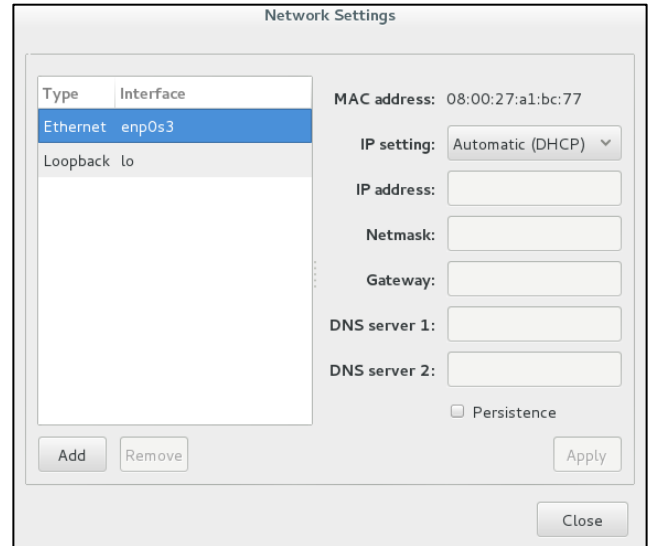 Network Settings
Type Interface
Ethernet enp0s3
Loopback lo
MAC address: 08:00:27:a1:bc:77
IP setting: Automatic (DHCP)
IP address:
Netmask:
Gateway:
DNS server 1:
DNS server 2:
Persistence
Add Remove
Apply
Close